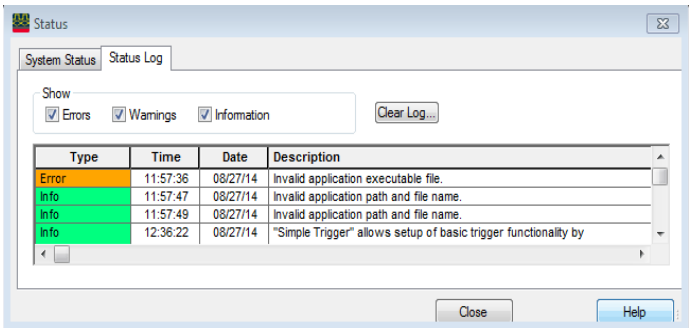 Status
System Status Status Log
Show
Errors Warnings Information Clear Log...
Type Time Date Description
Error 11:57:36 08/27/14 Invalid application executable file.
Info 11:57:47 08/27/14 Invalid application path and file name.
Info 11:57:49 08/27/14 Invalid application path and file name.
Info 12:36:22 08/27/14 "Simple Trigger" allows setup of basic trigger functionality by
Close Help